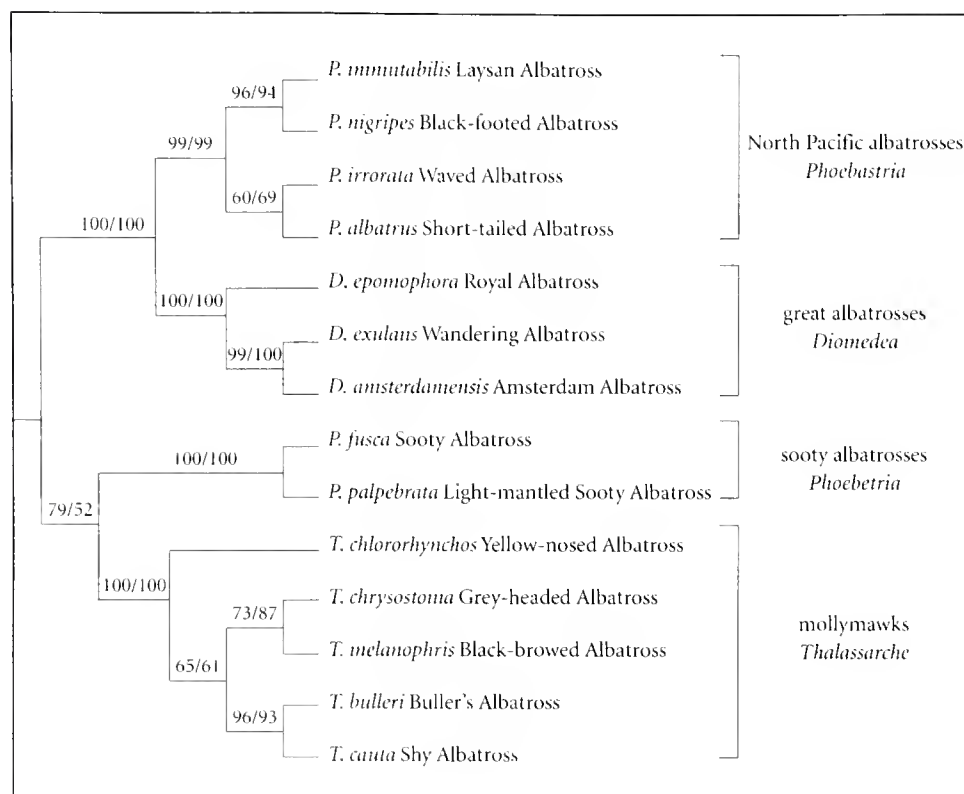 P. immutabilis Laysan Albatross
96/94
P. nigripes Black-footed Albatross
99/99
North Pacific albatrosses
Phoebastria
P. irrorata Waved Albatross
60/69
P. albatrus Short-tailed Albatross
100/100
D. epomophora Royal Albatross
100/100
great albatrosses
Diomedea
D. exulans Wandering Albatross
99/100
D. amsterdamensis Amsterdam Albatross
P. fusca Sooty Albatross
100/100
sooty albatrosses
Phoebetria
P. palpebrata Light-mantled Sooty Albatross
79/52
T. chlororhynchos Yellow-nosed Albatross
100/100
T. chrysostoma Grey-headed Albatross
73/87
mollymawks
Thalassarche
T. melanophris Black-browed Albatross
65/61
T. bulleri Buller's Albatross
96/93
T. cauta Shy Albatross